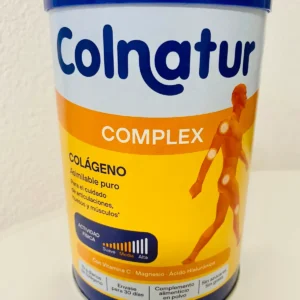 Colnatur
COMPLEX
COLÁGENO
Asimilable puro
Para el cuidado
de articulaciones,
huesos y músculos*
ACTIVIDAD
FÍSICA
Suave Media Alta
Con Vitamina C · Magnesio · Ácido Hialurónico
Envase
para 30 días
Complemento
alimenticio
en polvo